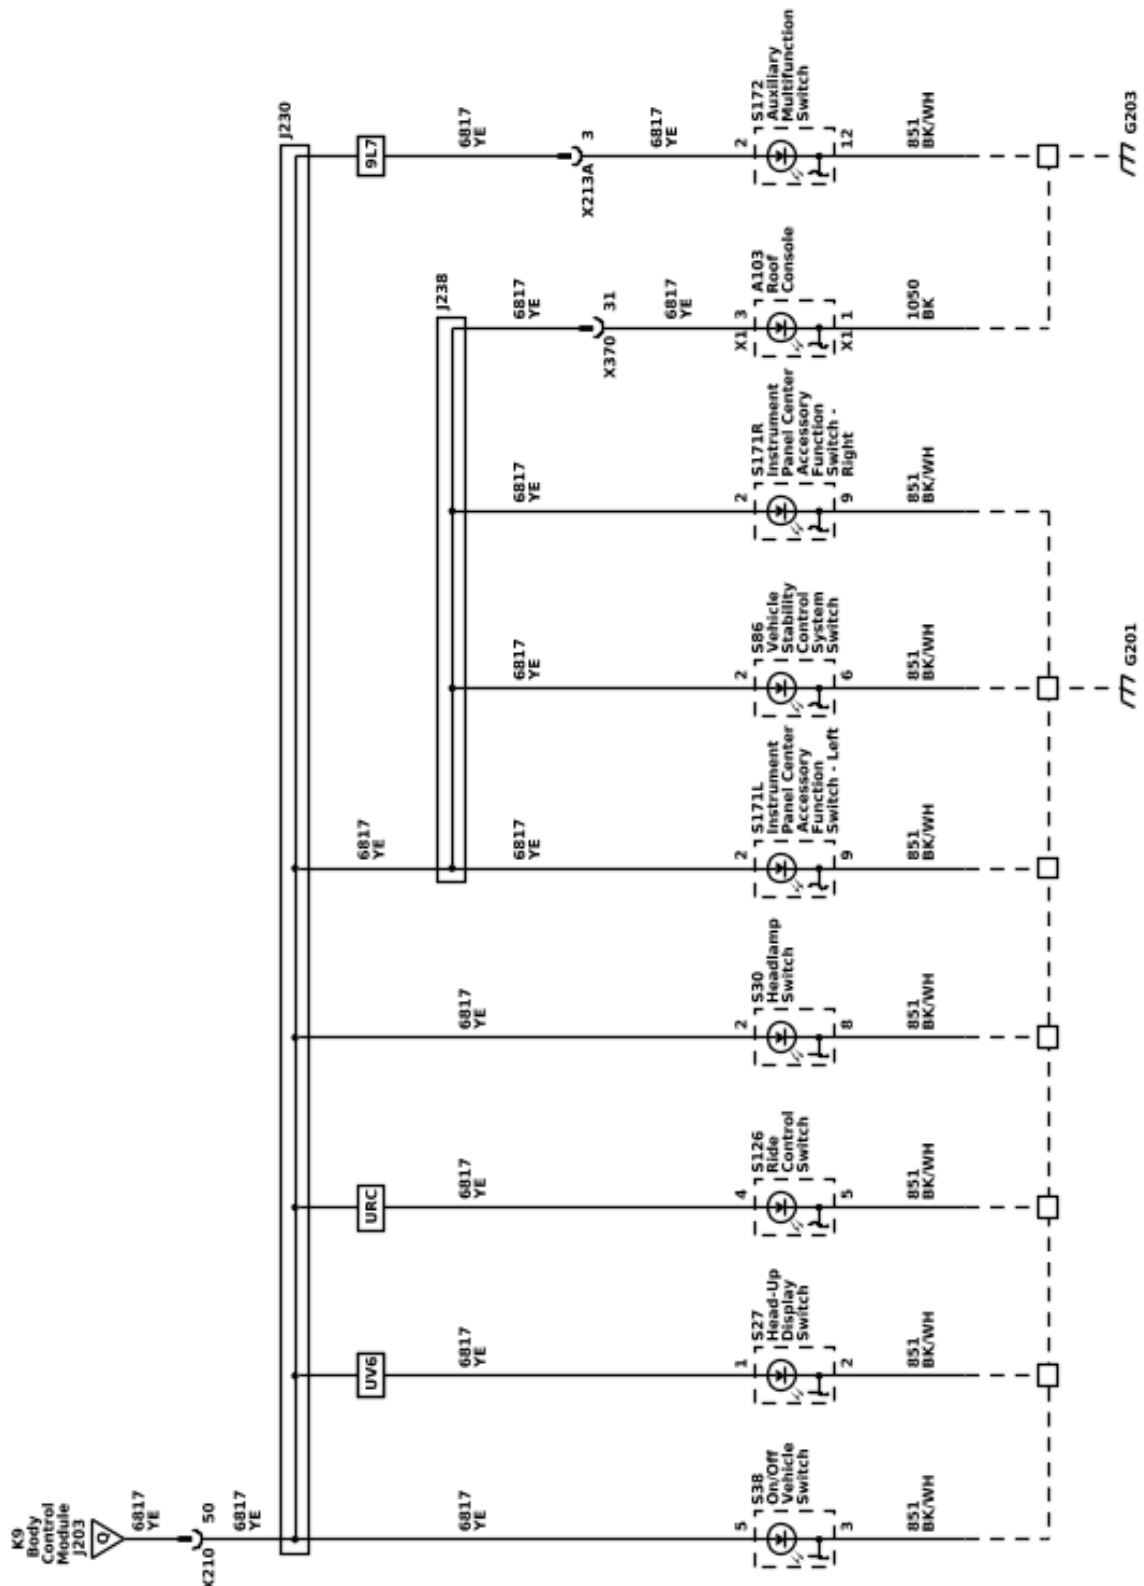 K9
Body
Control
Module
J203
Q
6817
YE
50
X210
6817
YE
J230
6817
YE
5
S38
On/Off
Vehicle
Switch
3
851
BK/WH
UV6
6817
YE
1
S27
Head-Up
Display
Switch
2
851
BK/WH
URC
6817
YE
4
S126
Ride
Control
Switch
5
851
BK/WH
6817
YE
2
S30
Headlamp
Switch
8
851
BK/WH
6817
YE
J238
6817
YE
2
S171L
Instrument
Panel Center
Accessory
Function
Switch - Left
9
851
BK/WH
6817
YE
2
S86
Vehicle
Stability
Control
System
Switch
6
851
BK/WH
G201
6817
YE
2
S171R
Instrument
Panel Center
Accessory
Function
Switch -
Right
9
851
BK/WH
6817
YE
31
X370
6817
YE
X1 3
A103
Roof
Console
X1 1
1050
BK
9L7
6817
YE
3
X213A
6817
YE
2
S172
Auxiliary
Multifunction
Switch
12
851
BK/WH
G203